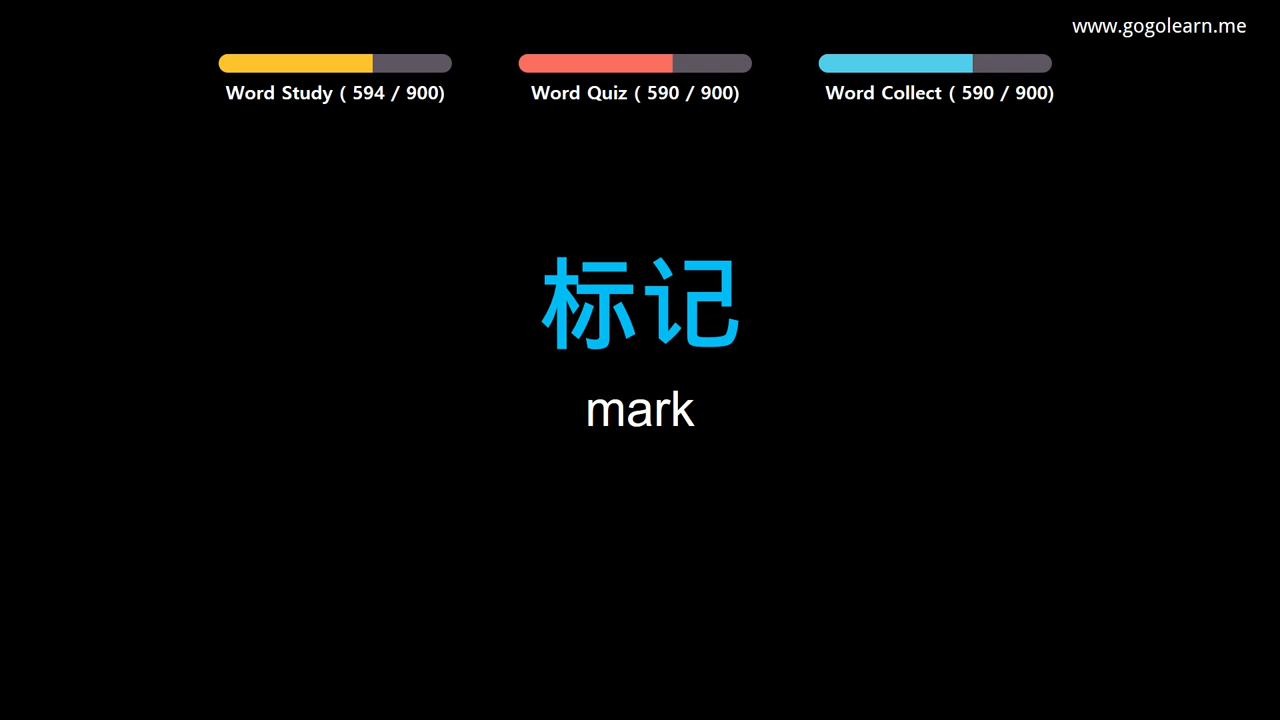 www.gogolearn.me
Word Study ( 594 / 900)
Word Quiz ( 590 / 900)
Word Collect ( 590 / 900)
标记
mark